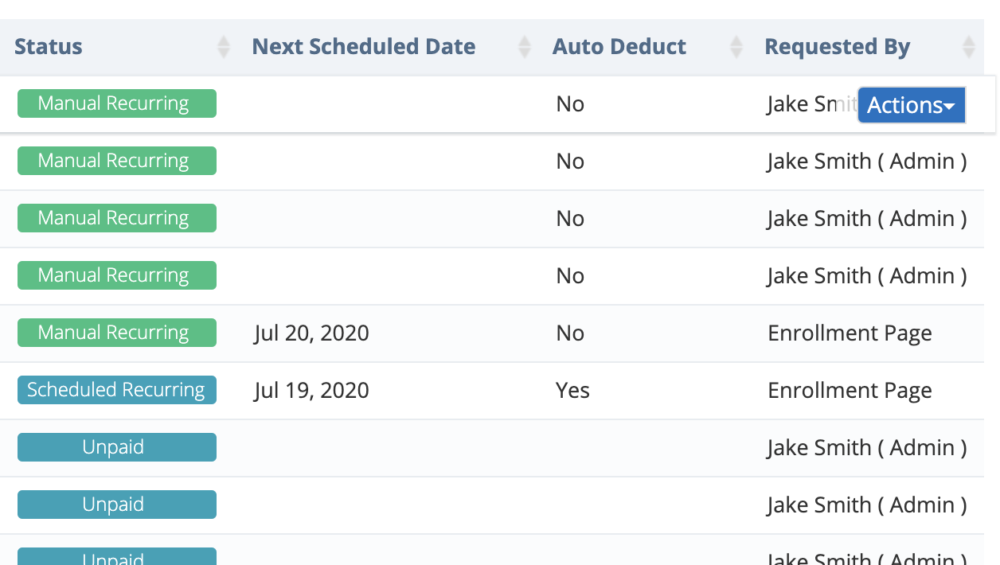 Status Next Scheduled Date Auto Deduct Requested By
Manual Recurring No Jake Smit Actions
Manual Recurring No Jake Smith ( Admin )
Manual Recurring No Jake Smith ( Admin )
Manual Recurring No Jake Smith ( Admin )
Manual Recurring Jul 20, 2020 No Enrollment Page
Scheduled Recurring Jul 19, 2020 Yes Enrollment Page
Unpaid Jake Smith ( Admin )
Unpaid Jake Smith ( Admin )
Unpaid Jake Smith ( Admin )